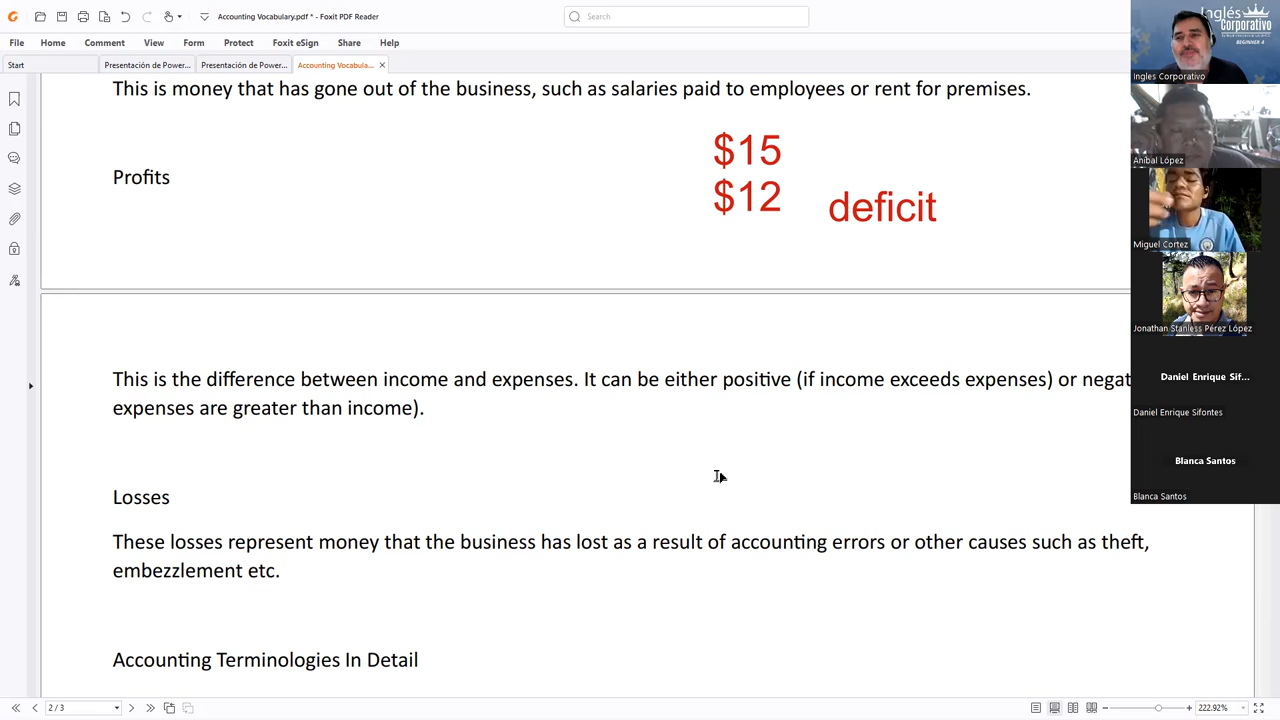 Accounting Vocabulary.pdf * - Foxit PDF Reader
Search
File Home Comment View Form Protect Foxit eSign Share Help
Start
Presentación de Power...
Presentación de Power...
Accounting Vocabula...
This is money that has gone out of the business, such as salaries paid to employees or rent for premises.
$15
Profits
$12
deficit
This is the difference between income and expenses. It can be either positive (if income exceeds expenses) or negat
expenses are greater than income).
Losses
These losses represent money that the business has lost as a result of accounting errors or other causes such as theft,
embezzlement etc.
Accounting Terminologies In Detail
2 / 3
222.92%
Inglés
Corporativo
BEGINNER 4
Ingles Corporativo
Anibal López
Miguel Cortez
Jonathan Stanless Pérez López
Daniel Enrique Sif...
Daniel Enrique Sifontes
Blanca Santos
Blanca Santos